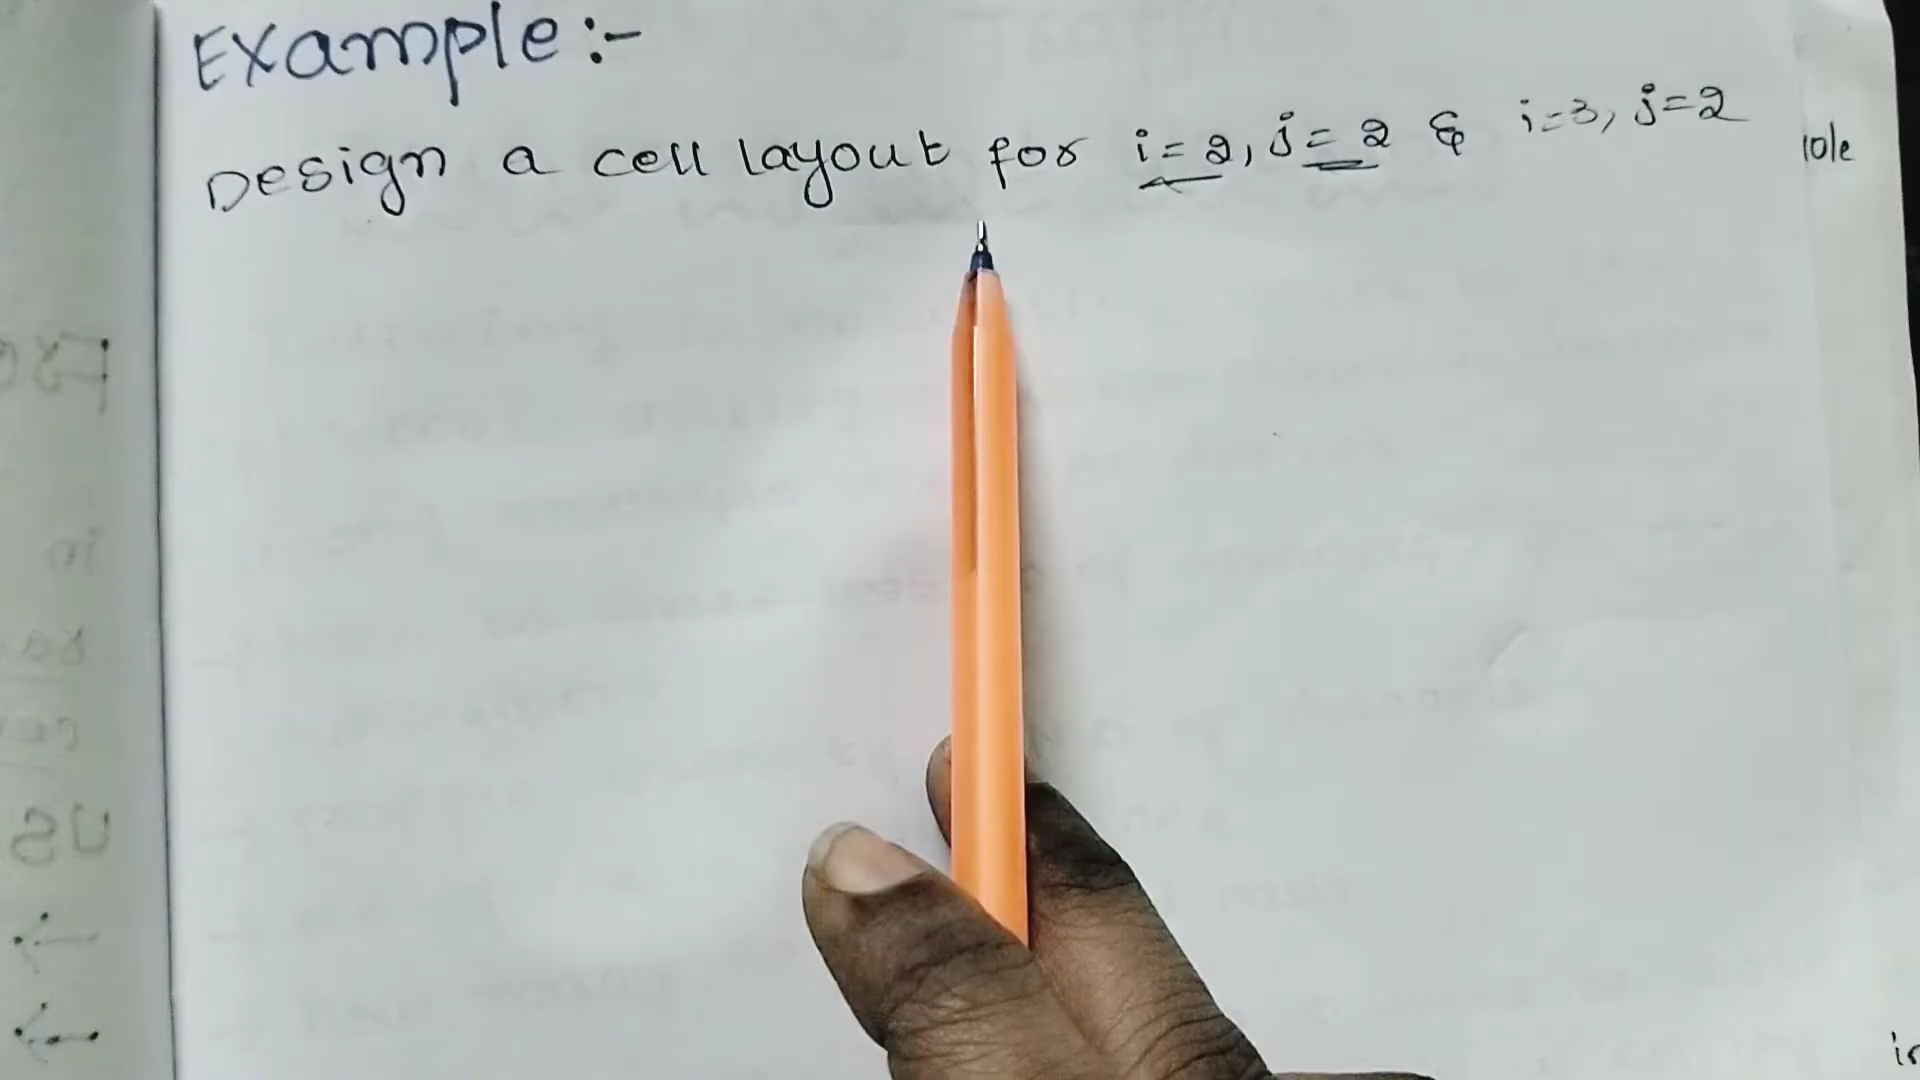 Example:-
Design a cell layout for i=2, j=2 & i=3, j=2